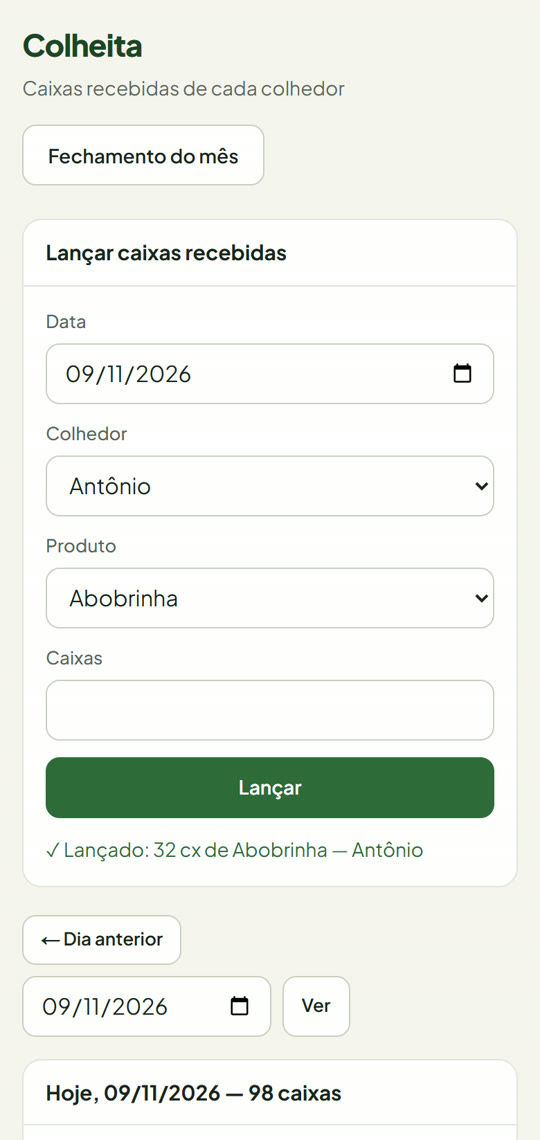 Colheita
Caixas recebidas de cada colhedor
Fechamento do mês
Lançar caixas recebidas
Data
09/11/2026
Colhedor
Antônio
Produto
Abobrinha
Caixas
Lançar
✓ Lançado: 32 cx de Abobrinha — Antônio
← Dia anterior
09/11/2026
Ver
Hoje, 09/11/2026 — 98 caixas